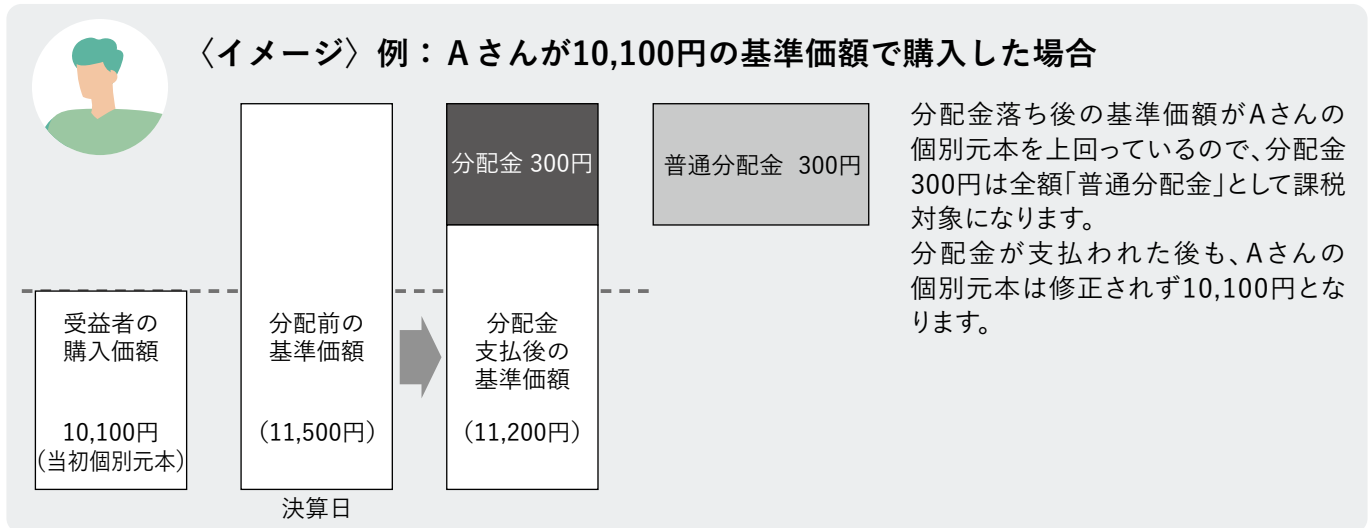 〈イメージ〉例：Aさんが10,100円の基準価額で購入した場合
分配金 300円
普通分配金 300円
分配金落ち後の基準価額がAさんの
個別元本を上回っているので、分配金
300円は全額「普通分配金」として課税
対象になります。
分配金が支払われた後も、Aさんの
個別元本は修正されず10,100円とな
ります。
受益者の
購入価額
10,100円
(当初個別元本)
分配前の
基準価額
(11,500円)
決算日
分配金
支払後の
基準価額
(11,200円)